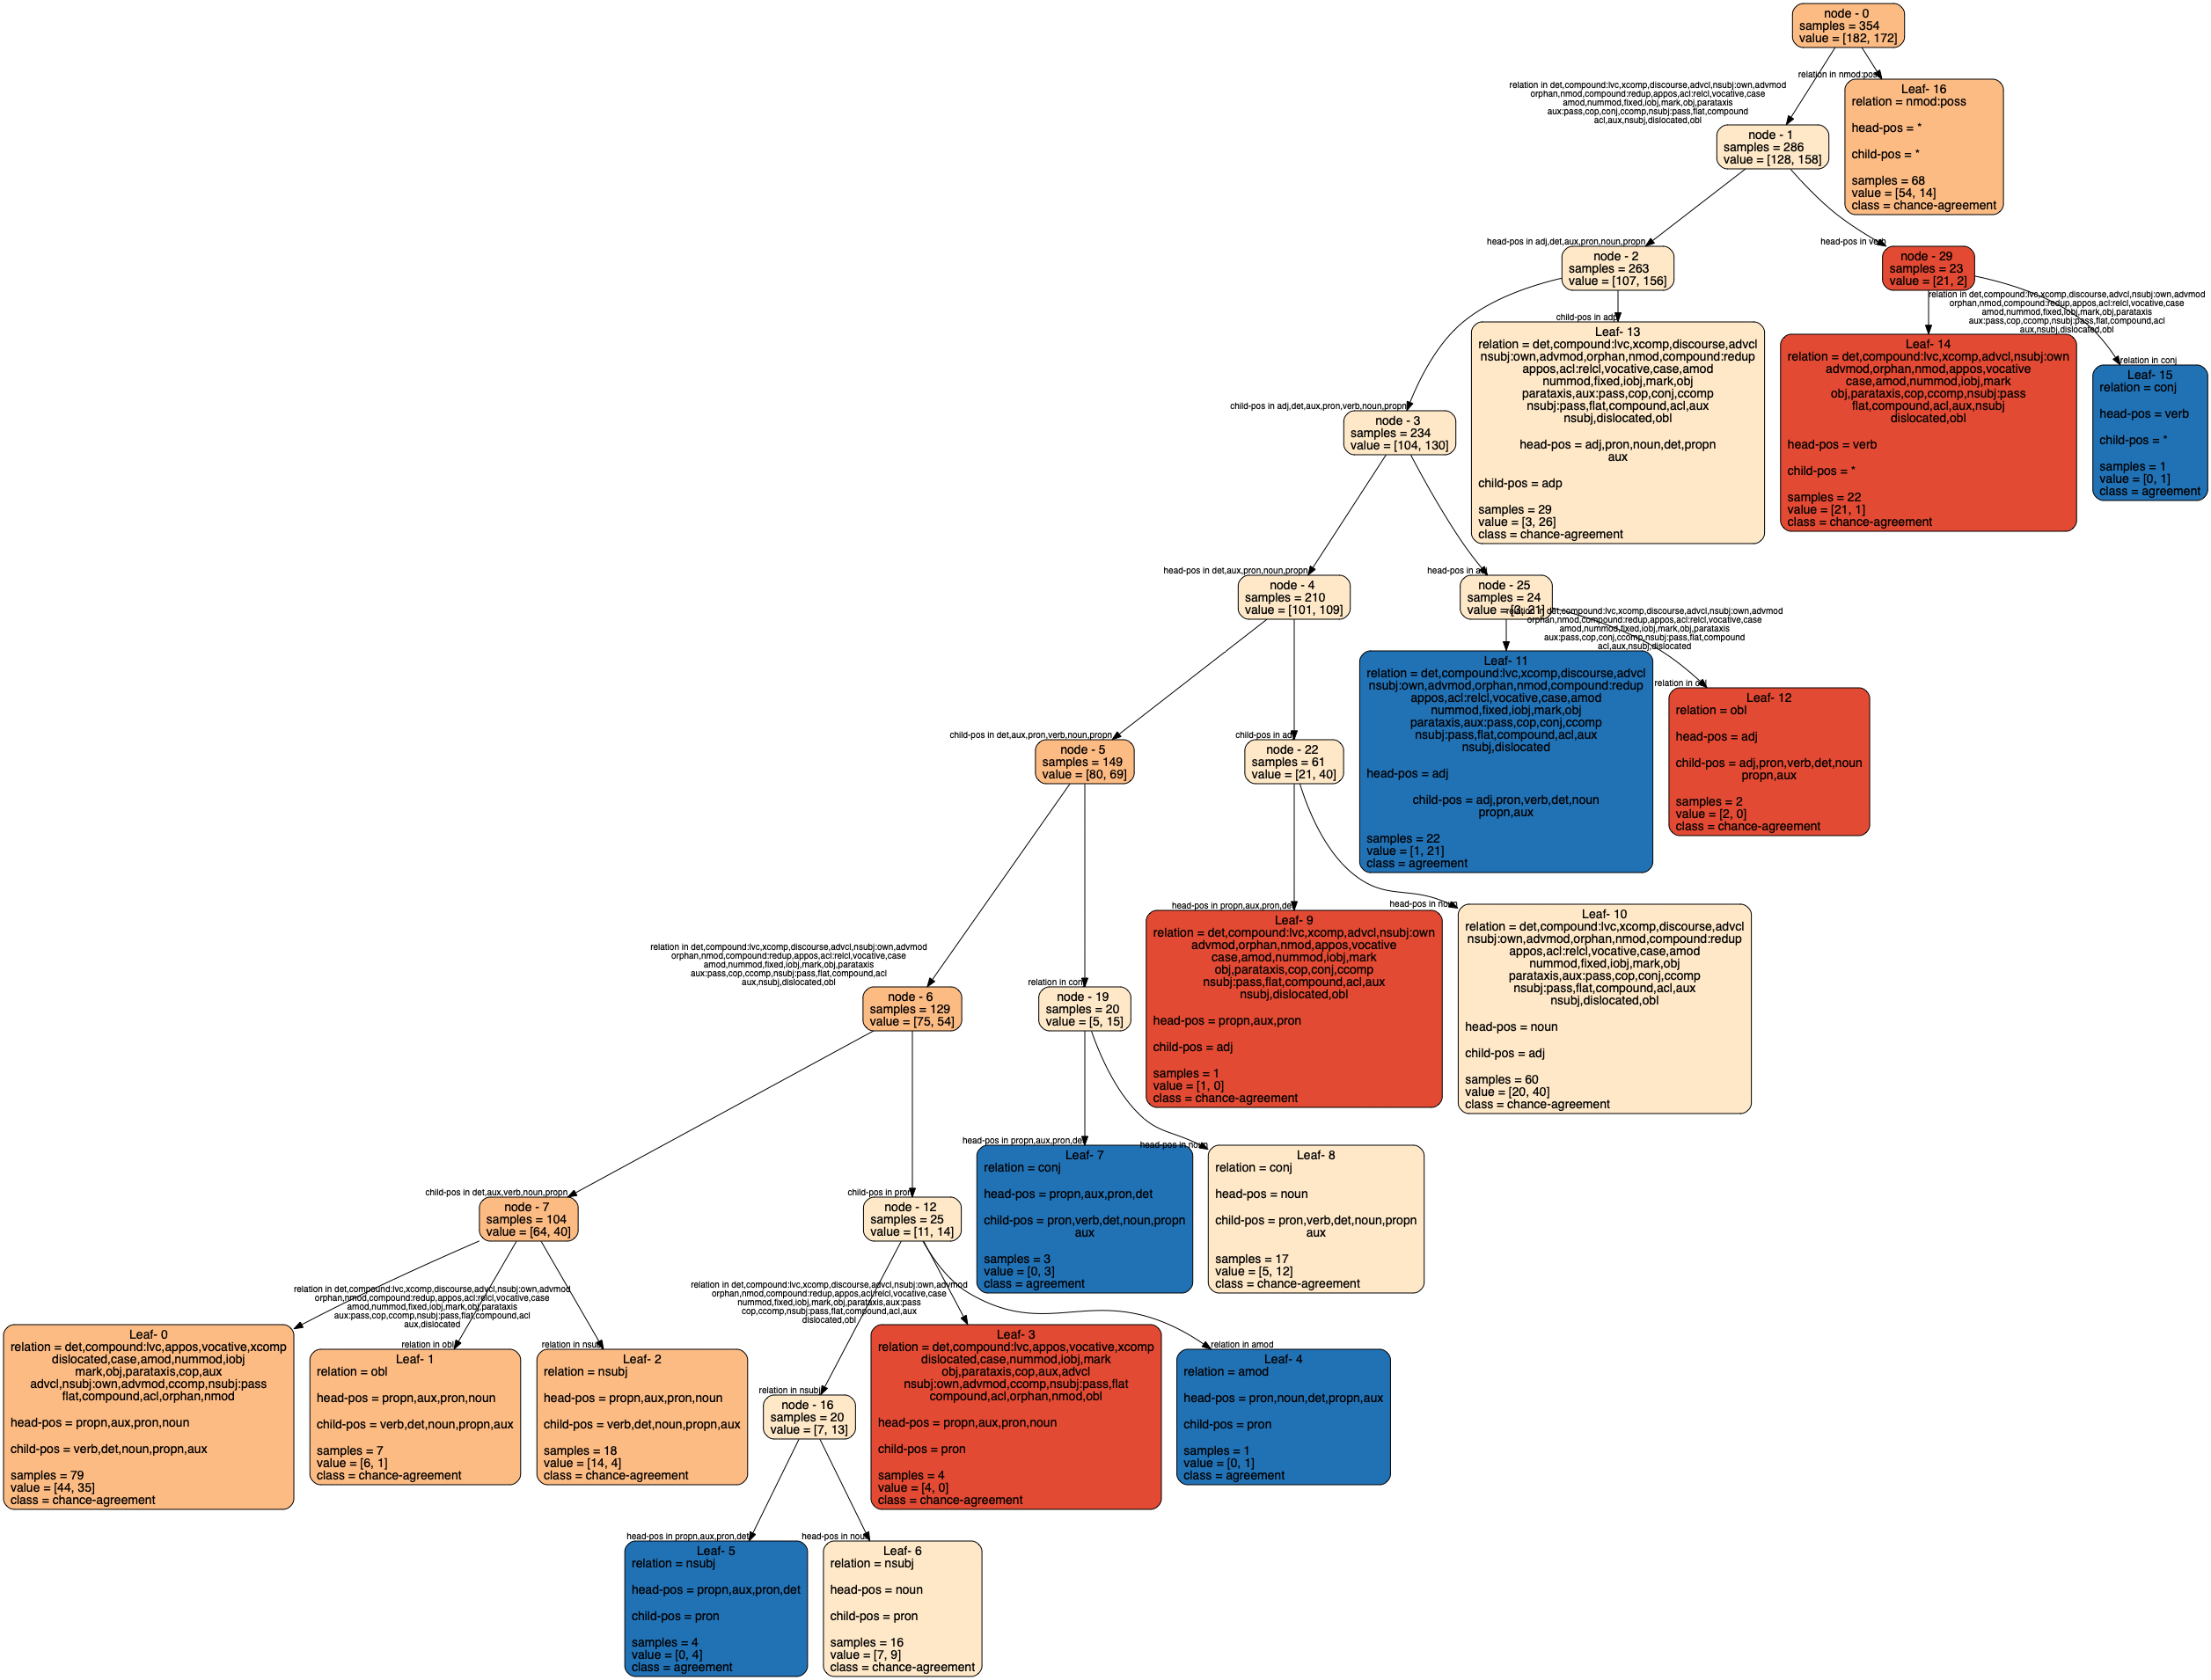 node - 0
samples = 354
value = [182, 172]
relation in det,compound:lvc,xcomp,discourse,advcl,nsubj:own,advmod
orphan,nmod,compound:redup,appos,acl:relcl,vocative,case
amod,nummod,fixed,iobj,mark,obj,parataxis
aux:pass,cop,conj,ccomp,nsubj:pass,flat,compound
acl,aux,nsubj,dislocated,obl
relation in nmod:poss
Leaf- 16
relation = nmod:poss
head-pos = *
child-pos = *
samples = 68
value = [54, 14]
class = chance-agreement
node - 1
samples = 286
value = [128, 158]
head-pos in adj,det,aux,pron,noun,propn
head-pos in verb
node - 2
samples = 263
value = [107, 156]
node - 29
samples = 23
value = [21, 2]
relation in det,compound:lvc,xcomp,discourse,advcl,nsubj:own,advmod
orphan,nmod,compound:redup,appos,acl:relcl,vocative,case
amod,nummod,fixed,iobj,mark,obj,parataxis
aux:pass,cop,ccomp,nsubj:pass,flat,compound,acl
aux,nsubj,dislocated,obl
relation in conj
child-pos in adp
Leaf- 13
relation = det,compound:lvc,xcomp,discourse,advcl
nsubj:own,advmod,orphan,nmod,compound:redup
appos,acl:relcl,vocative,case,amod
nummod,fixed,iobj,mark,obj
parataxis,aux:pass,cop,conj,ccomp
nsubj:pass,flat,compound,acl,aux
nsubj,dislocated,obl
head-pos = adj,pron,noun,det,propn
aux
child-pos = adp
samples = 29
value = [3, 26]
class = chance-agreement
Leaf- 14
relation = det,compound:lvc,xcomp,advcl,nsubj:own
advmod,orphan,nmod,appos,vocative
case,amod,nummod,iobj,mark
obj,parataxis,cop,ccomp,nsubj:pass
flat,compound,acl,aux,nsubj
dislocated,obl
head-pos = verb
child-pos = *
samples = 22
value = [21, 1]
class = chance-agreement
Leaf- 15
relation = conj
head-pos = verb
child-pos = *
samples = 1
value = [0, 1]
class = agreement
child-pos in adj,det,aux,pron,verb,noun,propn
node - 3
samples = 234
value = [104, 130]
head-pos in det,aux,pron,noun,propn
head-pos in adj
node - 4
samples = 210
value = [101, 109]
node - 25
samples = 24
value = [3, 21]
relation in det,compound:lvc,xcomp,discourse,advcl,nsubj:own,advmod
orphan,nmod,compound:redup,appos,acl:relcl,vocative,case
amod,nummod,fixed,iobj,mark,obj,parataxis
aux:pass,cop,conj,ccomp,nsubj:pass,flat,compound
acl,aux,nsubj,dislocated
relation in obl
Leaf- 11
relation = det,compound:lvc,xcomp,discourse,advcl
nsubj:own,advmod,orphan,nmod,compound:redup
appos,acl:relcl,vocative,case,amod
nummod,fixed,iobj,mark,obj
parataxis,aux:pass,cop,conj,ccomp
nsubj:pass,flat,compound,acl,aux
nsubj,dislocated
head-pos = adj
child-pos = adj,pron,verb,det,noun
propn,aux
samples = 22
value = [1, 21]
class = agreement
Leaf- 12
relation = obl
head-pos = adj
child-pos = adj,pron,verb,det,noun
propn,aux
samples = 2
value = [2, 0]
class = chance-agreement
child-pos in det,aux,pron,verb,noun,propn
child-pos in adj
node - 5
samples = 149
value = [80, 69]
node - 22
samples = 61
value = [21, 40]
head-pos in propn,aux,pron,det
head-pos in noun
Leaf- 9
relation = det,compound:lvc,xcomp,advcl,nsubj:own
advmod,orphan,nmod,appos,vocative
case,amod,nummod,iobj,mark
obj,parataxis,cop,conj,ccomp
nsubj:pass,flat,compound,acl,aux
nsubj,dislocated,obl
head-pos = propn,aux,pron
child-pos = adj
samples = 1
value = [1, 0]
class = chance-agreement
Leaf- 10
relation = det,compound:lvc,xcomp,discourse,advcl
nsubj:own,advmod,orphan,nmod,compound:redup
appos,acl:relcl,vocative,case,amod
nummod,fixed,iobj,mark,obj
parataxis,aux:pass,cop,conj,ccomp
nsubj:pass,flat,compound,acl,aux
nsubj,dislocated,obl
head-pos = noun
child-pos = adj
samples = 60
value = [20, 40]
class = chance-agreement
relation in det,compound:lvc,xcomp,discourse,advcl,nsubj:own,advmod
orphan,nmod,compound:redup,appos,acl:relcl,vocative,case
amod,nummod,fixed,iobj,mark,obj,parataxis
aux:pass,cop,ccomp,nsubj:pass,flat,compound,acl
aux,nsubj,dislocated,obl
relation in conj
node - 6
samples = 129
value = [75, 54]
node - 19
samples = 20
value = [5, 15]
head-pos in propn,aux,pron,det
head-pos in noun
Leaf- 7
relation = conj
head-pos = propn,aux,pron,det
child-pos = pron,verb,det,noun,propn
aux
samples = 3
value = [0, 3]
class = agreement
Leaf- 8
relation = conj
head-pos = noun
child-pos = pron,verb,det,noun,propn
aux
samples = 17
value = [5, 12]
class = chance-agreement
child-pos in det,aux,verb,noun,propn
child-pos in pron
node - 7
samples = 104
value = [64, 40]
node - 12
samples = 25
value = [11, 14]
relation in det,compound:lvc,xcomp,discourse,advcl,nsubj:own,advmod
orphan,nmod,compound:redup,appos,acl:relcl,vocative,case
amod,nummod,fixed,iobj,mark,obj,parataxis
aux:pass,cop,ccomp,nsubj:pass,flat,compound,acl
aux,dislocated
relation in obl
relation in nsubj
relation in det,compound:lvc,xcomp,discourse,advcl,nsubj:own,advmod
orphan,nmod,compound:redup,appos,acl:relcl,vocative,case
nummod,fixed,iobj,mark,obj,parataxis,aux:pass
cop,ccomp,nsubj:pass,flat,compound,acl,aux
dislocated,obl
relation in amod
Leaf- 0
relation = det,compound:lvc,appos,vocative,xcomp
dislocated,case,amod,nummod,iobj
mark,obj,parataxis,cop,aux
advcl,nsubj:own,advmod,ccomp,nsubj:pass
flat,compound,acl,orphan,nmod
head-pos = propn,aux,pron,noun
child-pos = verb,det,noun,propn,aux
samples = 79
value = [44, 35]
class = chance-agreement
Leaf- 1
relation = obl
head-pos = propn,aux,pron,noun
child-pos = verb,det,noun,propn,aux
samples = 7
value = [6, 1]
class = chance-agreement
Leaf- 2
relation = nsubj
head-pos = propn,aux,pron,noun
child-pos = verb,det,noun,propn,aux
samples = 18
value = [14, 4]
class = chance-agreement
relation in nsubj
node - 16
samples = 20
value = [7, 13]
Leaf- 3
relation = det,compound:lvc,appos,vocative,xcomp
dislocated,case,nummod,iobj,mark
obj,parataxis,cop,aux,advcl
nsubj:own,advmod,ccomp,nsubj:pass,flat
compound,acl,orphan,nmod,obl
head-pos = propn,aux,pron,noun
child-pos = pron
samples = 4
value = [4, 0]
class = chance-agreement
Leaf- 4
relation = amod
head-pos = pron,noun,det,propn,aux
child-pos = pron
samples = 1
value = [0, 1]
class = agreement
head-pos in propn,aux,pron,det
head-pos in noun
Leaf- 5
relation = nsubj
head-pos = propn,aux,pron,det
child-pos = pron
samples = 4
value = [0, 4]
class = agreement
Leaf- 6
relation = nsubj
head-pos = noun
child-pos = pron
samples = 16
value = [7, 9]
class = chance-agreement